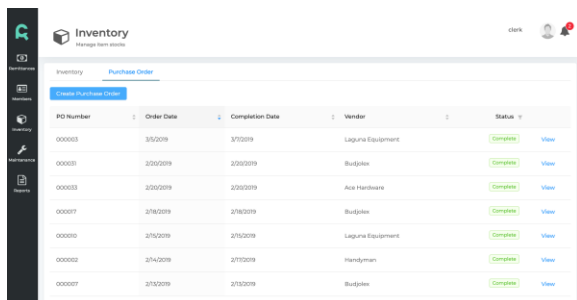 Inventory
Manage item stocks
clerk
2
Remittances
Members
Inventory
Maintenance
Reports
Inventory Purchase Order
Create Purchase Order
PO Number Order Date Completion Date Vendor Status
000003 3/5/2019 3/7/2019 Laguna Equipment Complete View
000031 2/20/2019 2/20/2019 Budjolex Complete View
000033 2/20/2019 2/20/2019 Ace Hardware Complete View
000017 2/18/2019 2/18/2019 Budjolex Complete View
000010 2/15/2019 2/15/2019 Laguna Equipment Complete View
000002 2/14/2019 2/17/2019 Handyman Complete View
000007 2/13/2019 2/13/2019 Budjolex Complete View